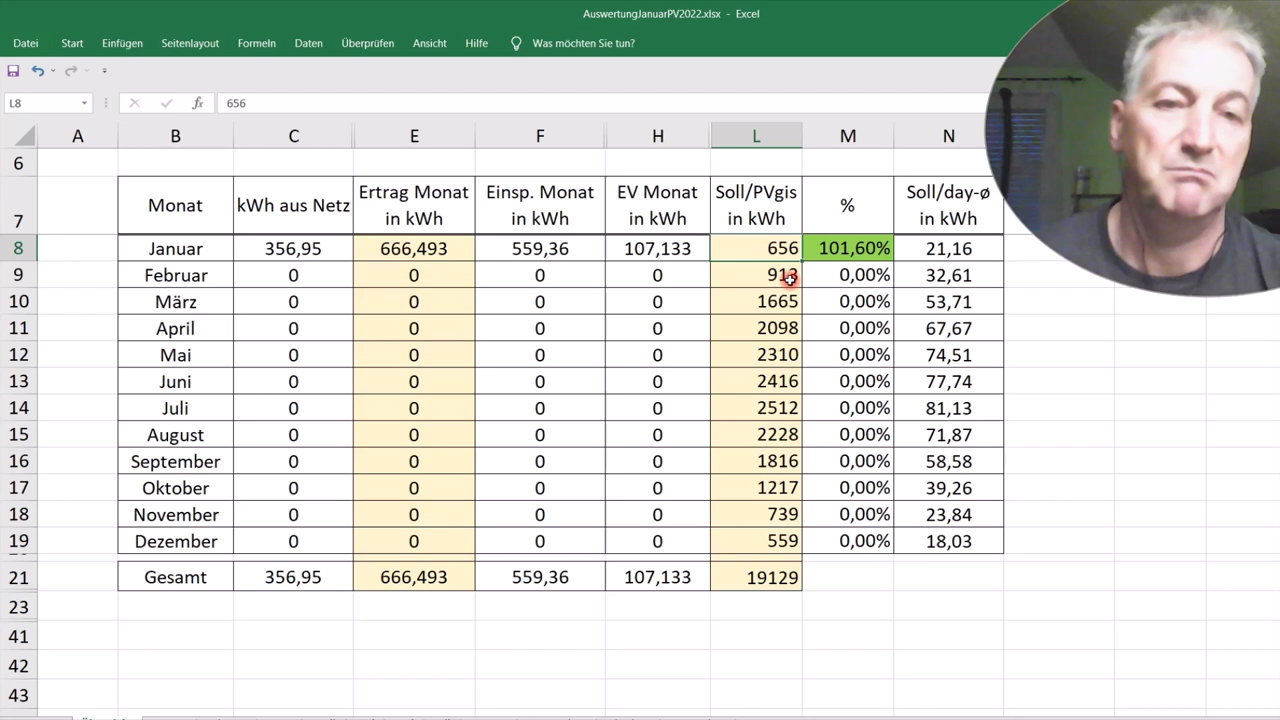 AuswertungJanuarPV2022.xlsx - Excel
Datei Start Einfügen Seitenlayout Formeln Daten Überprüfen Ansicht Hilfe Was möchten Sie tun?
L8 fx 656
A B C E F H L M N
6
7 Monat kWh aus Netz Ertrag Monat in kWh Einsp. Monat in kWh EV Monat in kWh Soll/PVgis in kWh % Soll/day-ø in kWh
8 Januar 356,95 666,493 559,36 107,133 656 101,60% 21,16
9 Februar 0 0 0 0 913 0,00% 32,61
10 März 0 0 0 0 1665 0,00% 53,71
11 April 0 0 0 0 2098 0,00% 67,67
12 Mai 0 0 0 0 2310 0,00% 74,51
13 Juni 0 0 0 0 2416 0,00% 77,74
14 Juli 0 0 0 0 2512 0,00% 81,13
15 August 0 0 0 0 2228 0,00% 71,87
16 September 0 0 0 0 1816 0,00% 58,58
17 Oktober 0 0 0 0 1217 0,00% 39,26
18 November 0 0 0 0 739 0,00% 23,84
19 Dezember 0 0 0 0 559 0,00% 18,03
21 Gesamt 356,95 666,493 559,36 107,133 19129
23
41
42
43